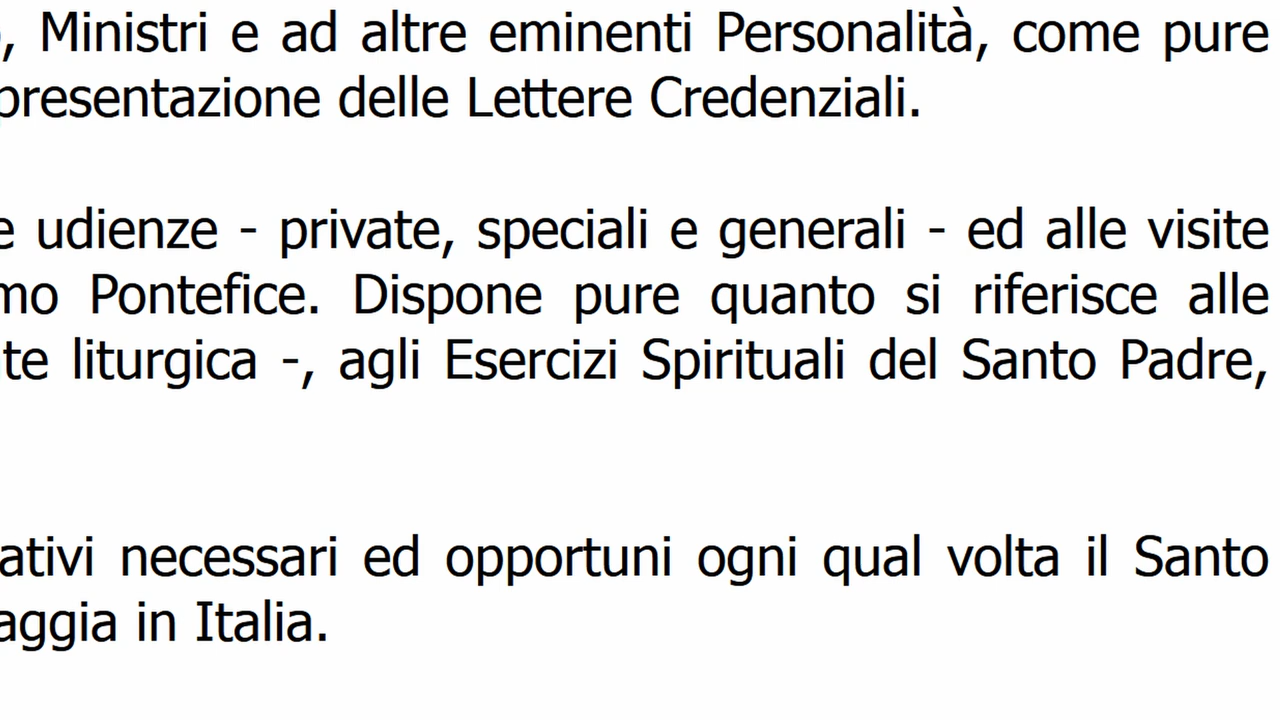 , Ministri e ad altre eminenti Personalità, come pure
presentazione delle Lettere Credenziali.
e udienze - private, speciali e generali - ed alle visite
mo Pontefice. Dispone pure quanto si riferisce alle
te liturgica -, agli Esercizi Spirituali del Santo Padre,
ativi necessari ed opportuni ogni qual volta il Santo
aggia in Italia.